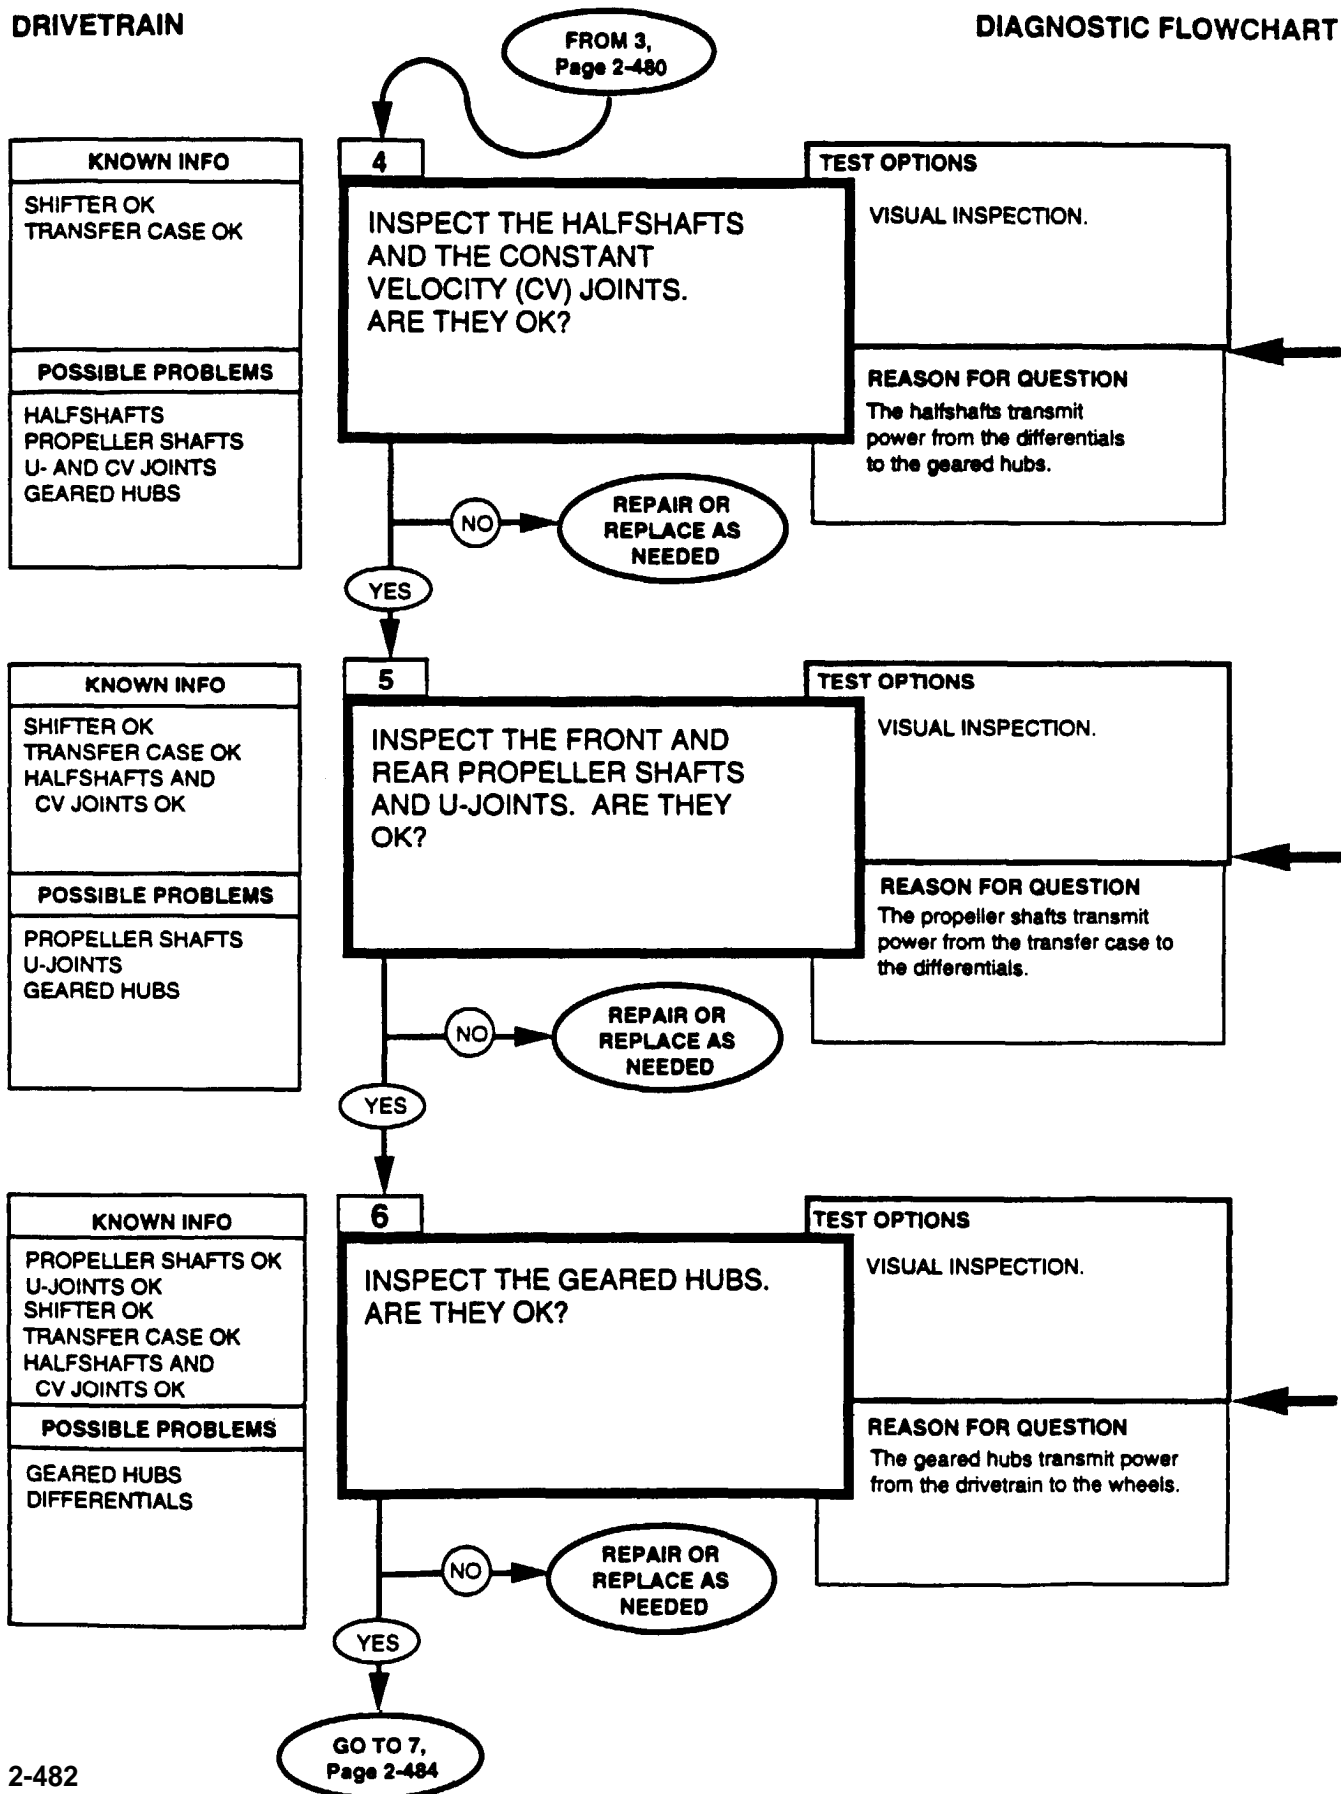 DRIVETRAIN
DIAGNOSTIC FLOWCHART
FROM 3,
Page 2-480
KNOWN INFO
SHIFTER OK
TRANSFER CASE OK
POSSIBLE PROBLEMS
HALFSHAFTS
PROPELLER SHAFTS
U- AND CV JOINTS
GEARED HUBS
4
INSPECT THE HALFSHAFTS
AND THE CONSTANT
VELOCITY (CV) JOINTS.
ARE THEY OK?
TEST OPTIONS
VISUAL INSPECTION.
REASON FOR QUESTION
The halfshafts transmit
power from the differentials
to the geared hubs.
NO
REPAIR OR
REPLACE AS
NEEDED
YES
KNOWN INFO
SHIFTER OK
TRANSFER CASE OK
HALFSHAFTS AND
CV JOINTS OK
POSSIBLE PROBLEMS
PROPELLER SHAFTS
U-JOINTS
GEARED HUBS
5
INSPECT THE FRONT AND
REAR PROPELLER SHAFTS
AND U-JOINTS. ARE THEY
OK?
TEST OPTIONS
VISUAL INSPECTION.
REASON FOR QUESTION
The propeller shafts transmit
power from the transfer case to
the differentials.
NO
REPAIR OR
REPLACE AS
NEEDED
YES
KNOWN INFO
PROPELLER SHAFTS OK
U-JOINTS OK
SHIFTER OK
TRANSFER CASE OK
HALFSHAFTS AND
CV JOINTS OK
POSSIBLE PROBLEMS
GEARED HUBS
DIFFERENTIALS
6
INSPECT THE GEARED HUBS.
ARE THEY OK?
TEST OPTIONS
VISUAL INSPECTION.
REASON FOR QUESTION
The geared hubs transmit power
from the drivetrain to the wheels.
NO
REPAIR OR
REPLACE AS
NEEDED
YES
GO TO 7,
Page 2-484
2-482